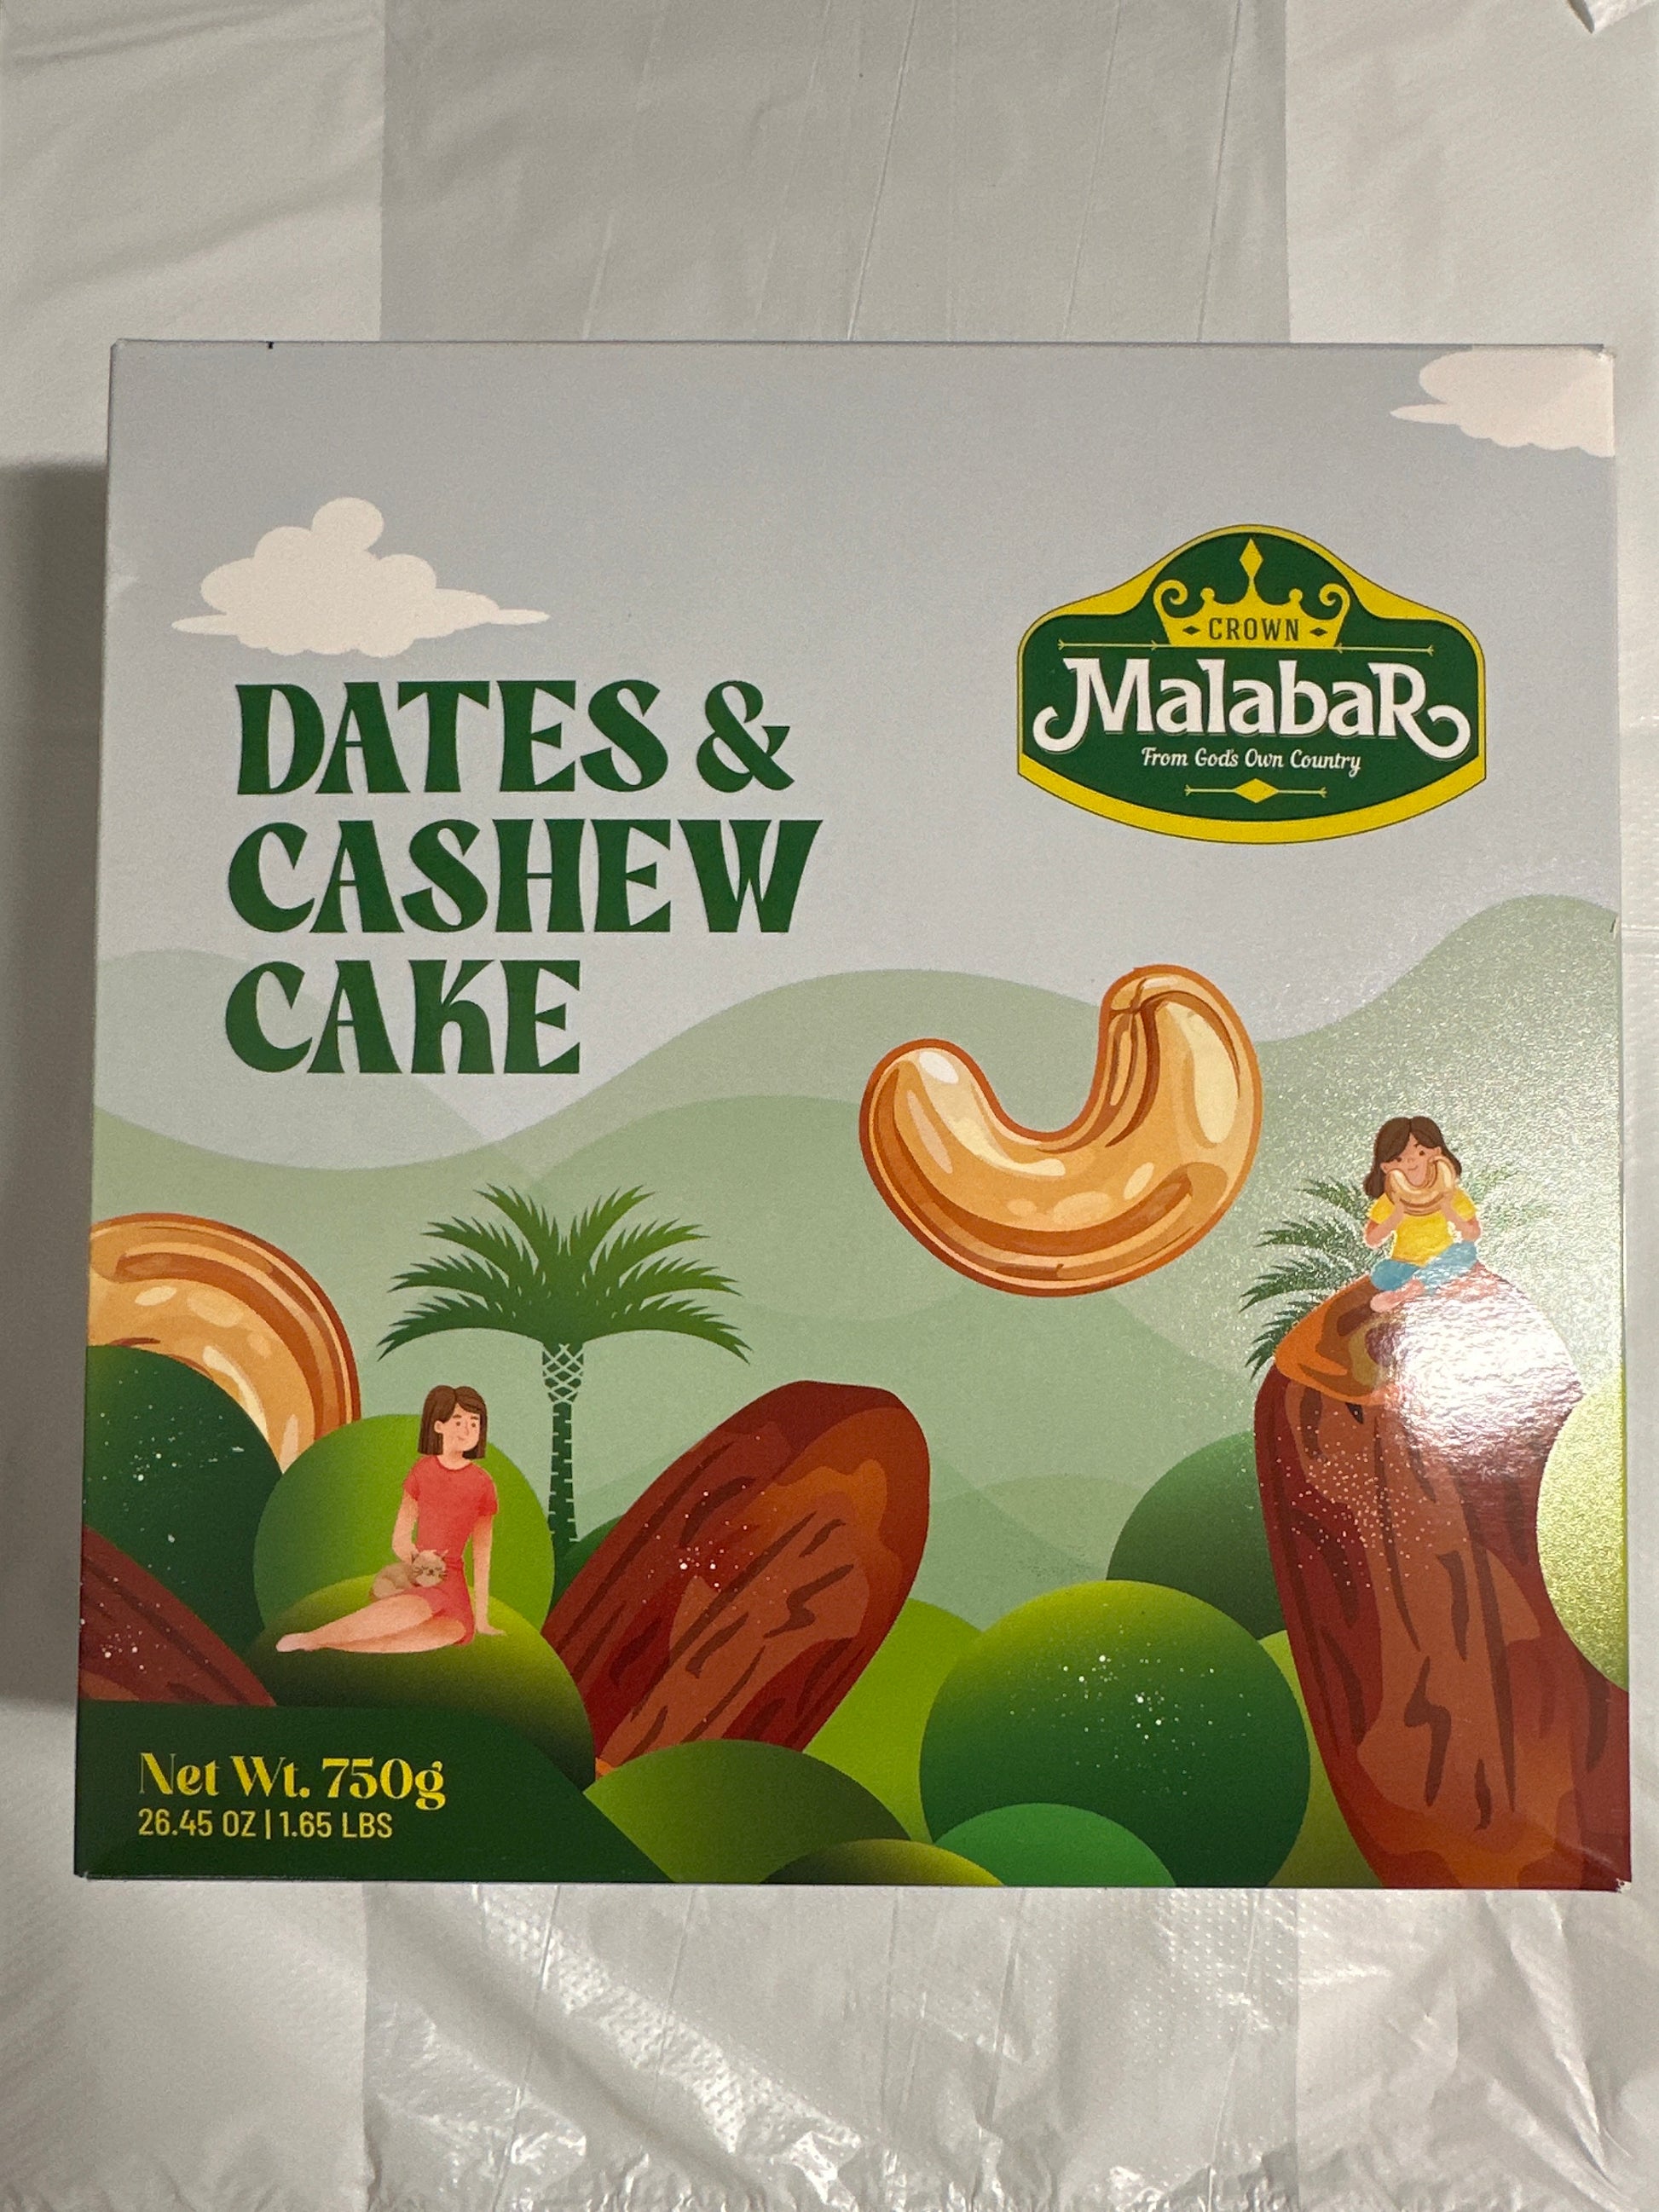 DATES &
CASHEW
CAKE
CROWN
MalabaR
From God's Own Country
Net Wt. 750g
26.45 OZ | 1.65 LBS